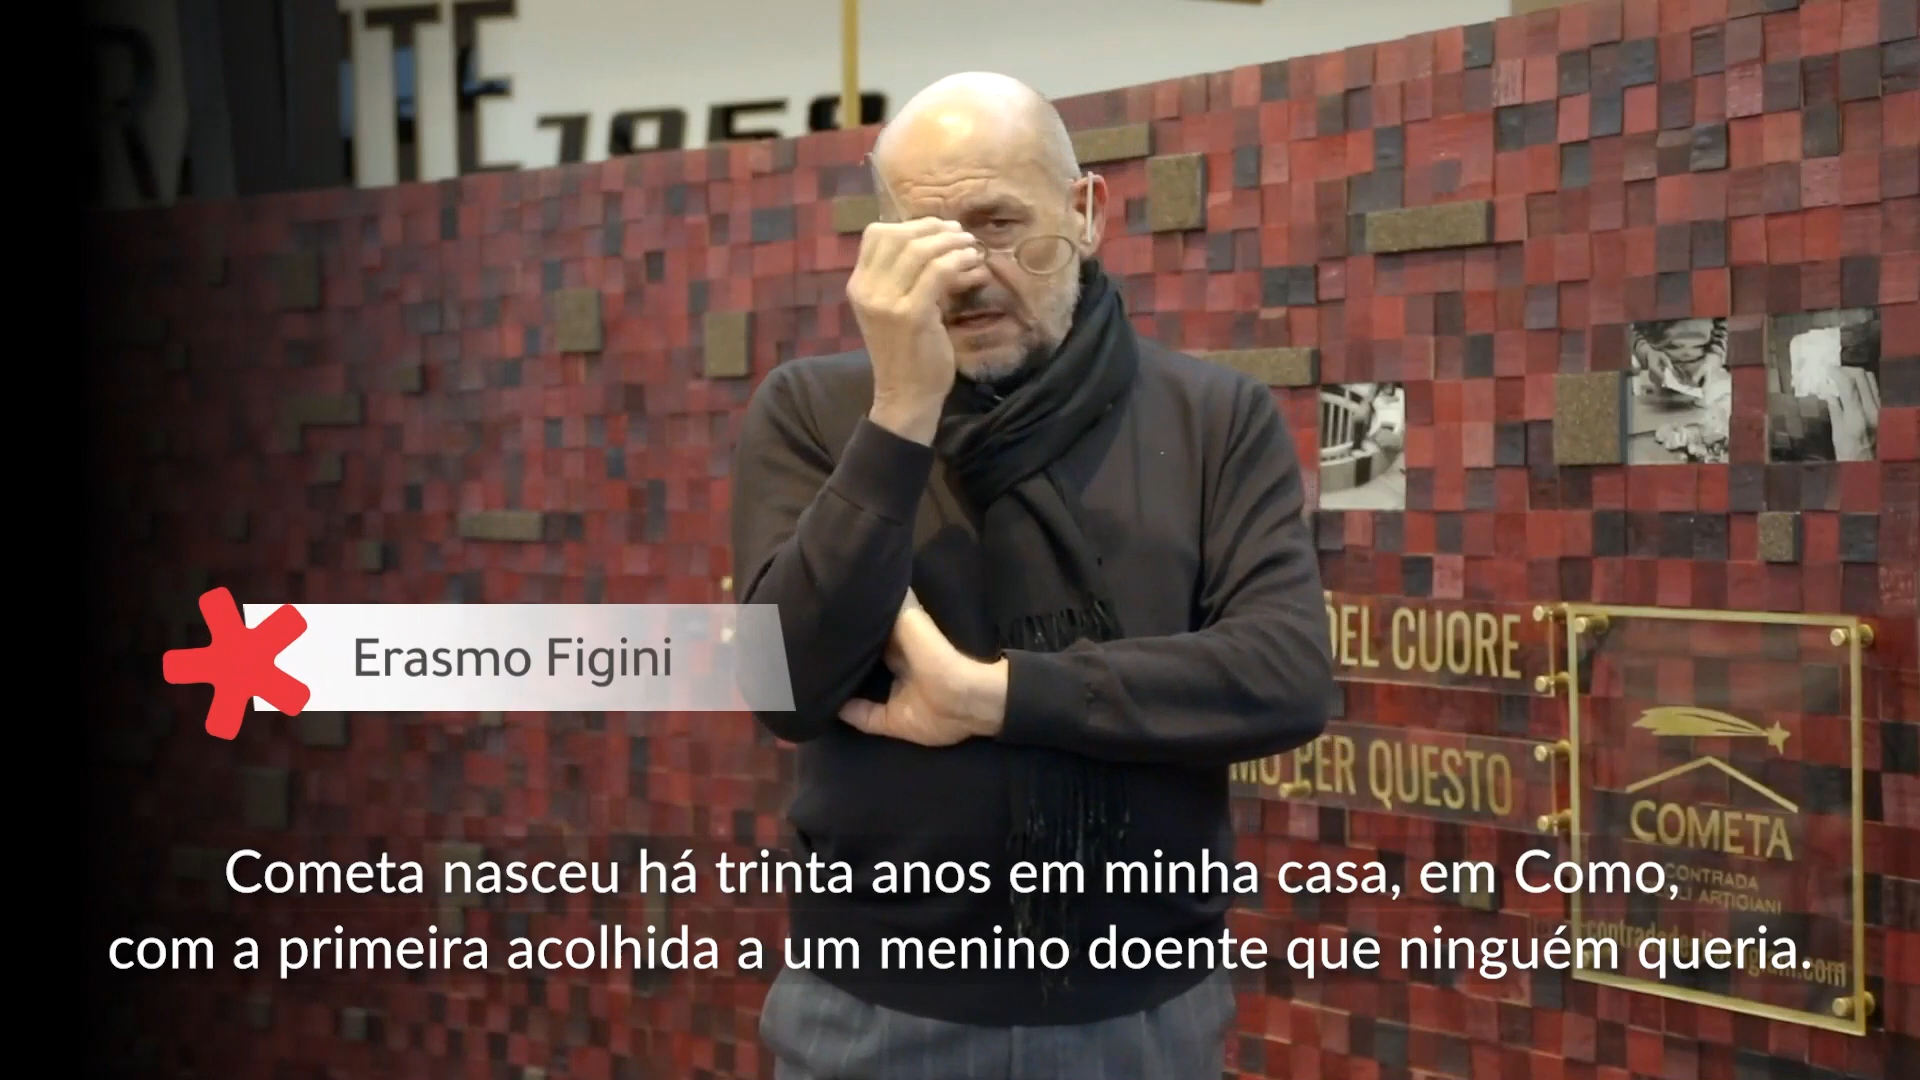 1958
Erasmo Figini
DEL CUORE
PER QUESTO
COMETA
CONTRADA
ARTIGIANI
Cometa nasceu há trinta anos em minha casa, em Como,
com a primeira acolhida a um menino doente que ninguém queria.